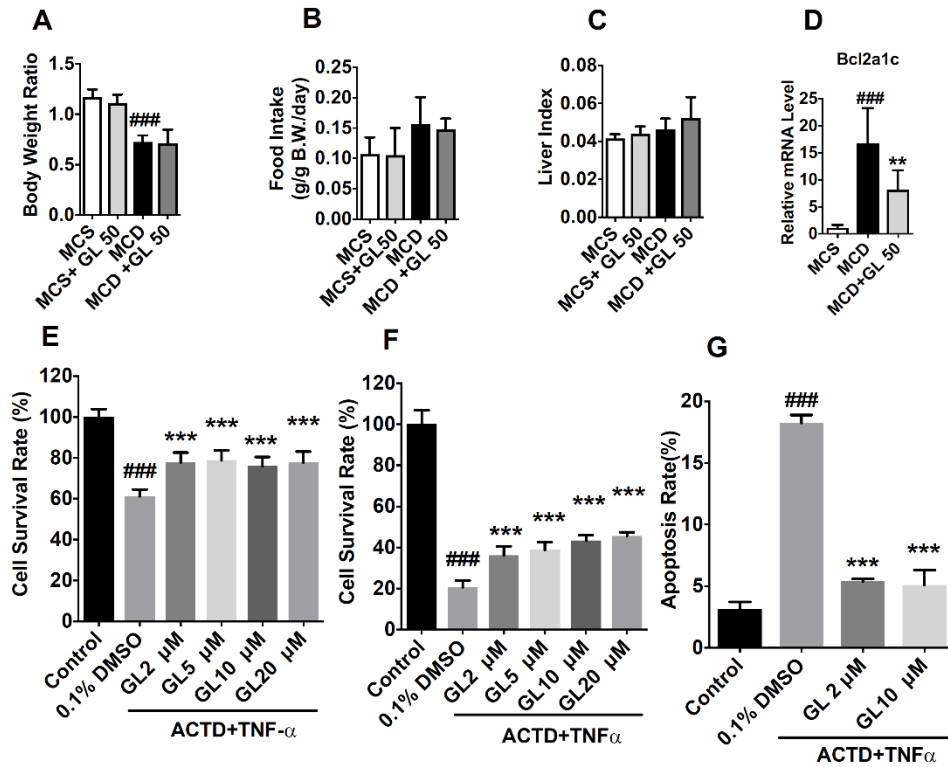 A
Body Weight Ratio
1.5
1.0
0.5
0.0
###
MCS
MCS+ GL 50
MCD
MCD +GL 50
B
Food Intake
(g/g B.W./day)
0.25
0.20
0.15
0.10
0.05
0.00
MCS
MCS+GL50
MCD
MCD +GL 50
C
Liver Index
0.08
0.06
0.04
0.02
0.00
MCS
MCS+ GL 50
MCD
MCD + GL 50
D
Bcl2a1c
Relative mRNA Level
20
15
10
5
0
###
**
MCS
MCD
MCD+GL 50
E
Cell Survival Rate (%)
120
100
80
60
40
20
0
###
***
***
***
***
Control
0.1% DMSO
GL2 µM
GL5 µM
GL10 µM
GL20 µM
ACTD+TNF-α
F
Cell Survival Rate (%)
120
100
80
60
40
20
0
###
***
***
***
***
Control
0.1% DMSO
GL2 µM
GL5 µM
GL10 µM
GL20 µM
ACTD+TNFα
G
Apoptosis Rate(%)
20
15
10
5
0
###
***
***
Control
0.1% DMSO
GL 2 µM
GL10 µM
ACTD+TNFα